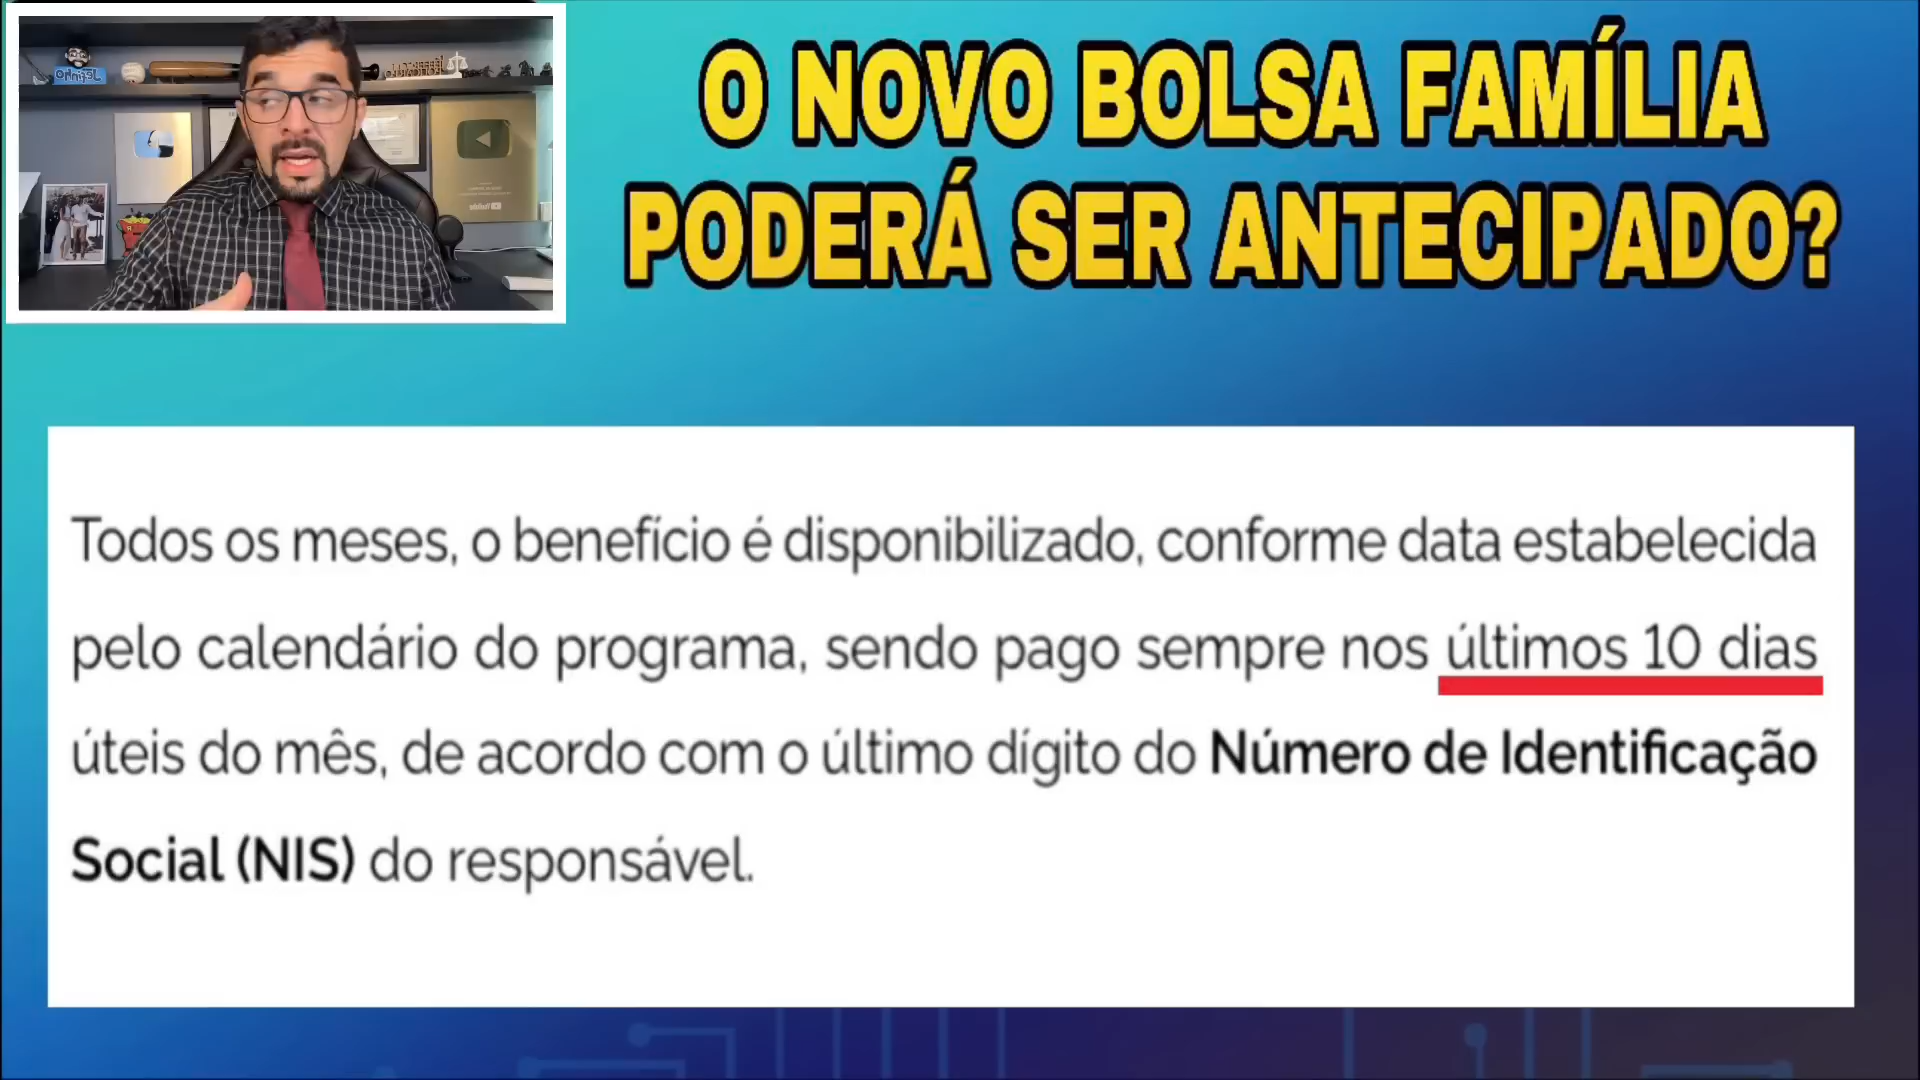 O NOVO BOLSA FAMÍLIA
PODERÁ SER ANTECIPADO?
Todos os meses, o benefício é disponibilizado, conforme data estabelecida
pelo calendário do programa, sendo pago sempre nos últimos 10 dias
úteis do mês, de acordo com o último dígito do Número de Identificação
Social (NIS) do responsável.